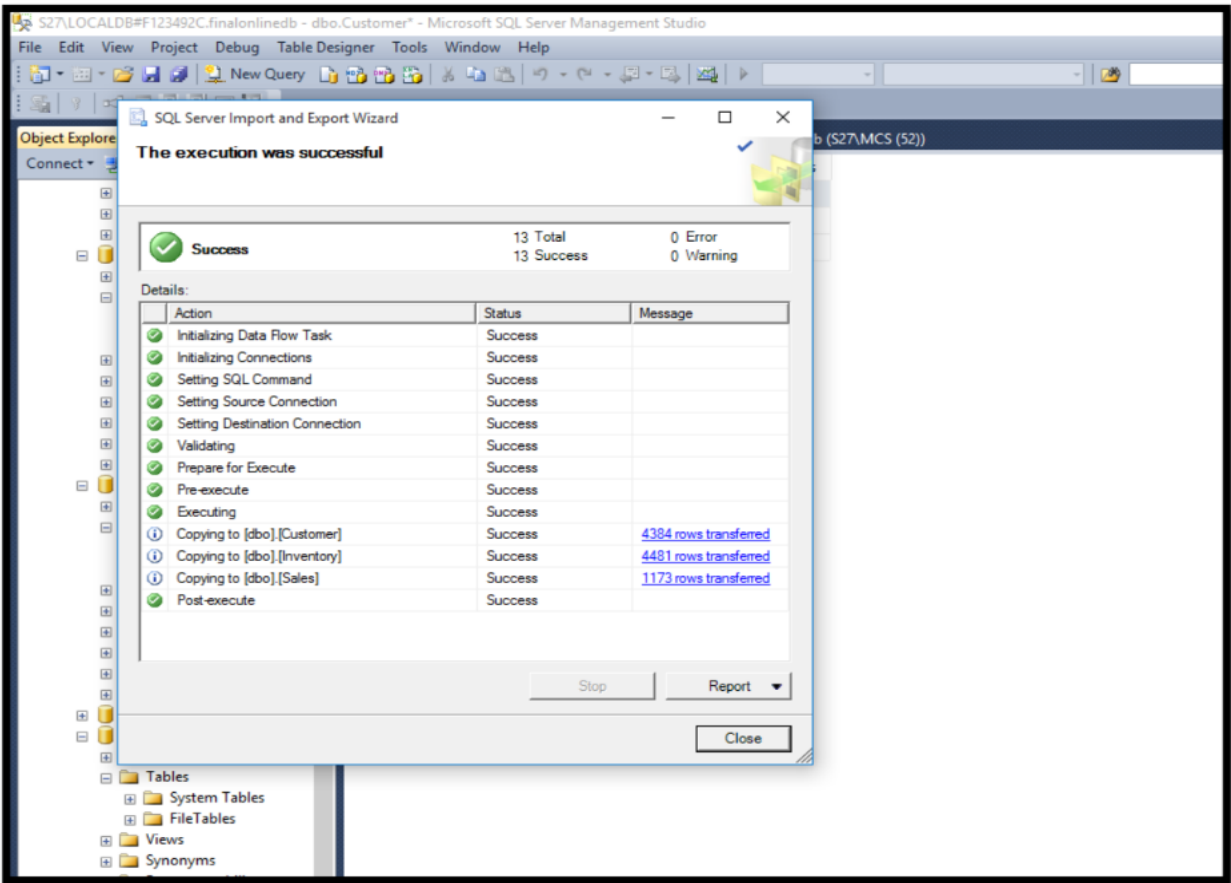 S27\LOCALDB#F123492C.finalonlinedb - dbo.Customer* - Microsoft SQL Server Management Studio
File Edit View Project Debug Table Designer Tools Window Help
New Query
SQL Server Import and Export Wizard
Object Explore
b (S27\MCS (52))
The execution was successful
Connect
Success
13 Total 0 Error
13 Success 0 Warning
Details:
Action Status Message
Initializing Data Flow Task Success
Initializing Connections Success
Setting SQL Command Success
Setting Source Connection Success
Setting Destination Connection Success
Validating Success
Prepare for Execute Success
Pre-execute Success
Executing Success
Copying to [dbo].[Customer] Success 4384 rows transferred
Copying to [dbo].[Inventory] Success 4481 rows transferred
Copying to [dbo].[Sales] Success 1173 rows transferred
Post-execute Success
Stop Report
Close
Tables
System Tables
FileTables
Views
Synonyms